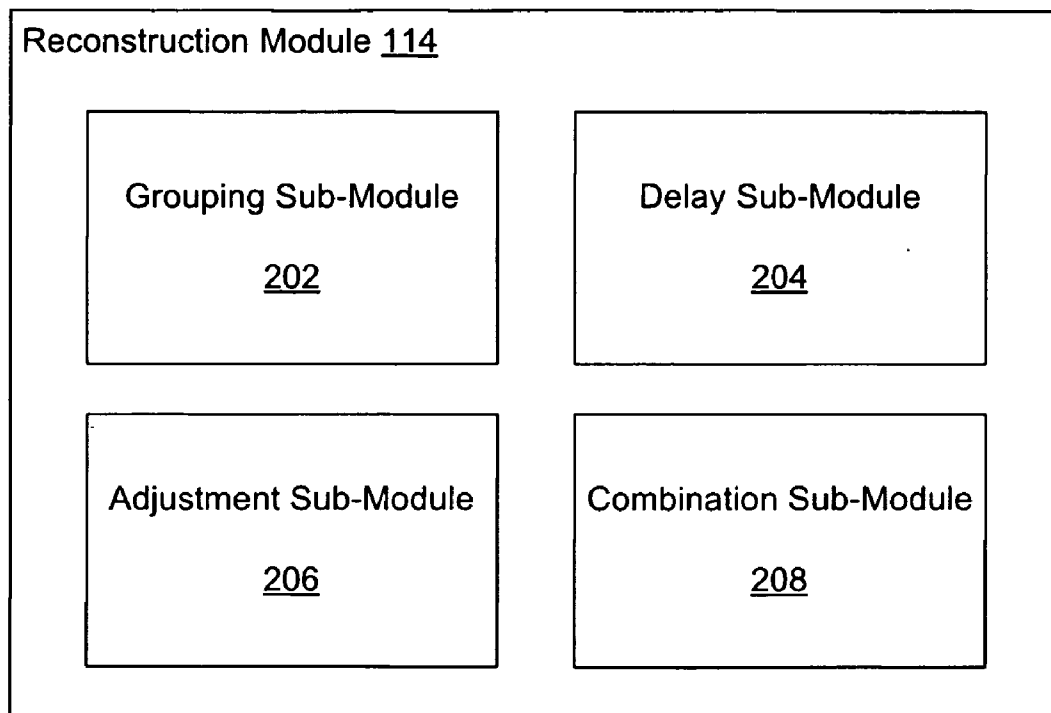 Reconstruction Module 114
Grouping Sub-Module
202
Delay Sub-Module
204
Adjustment Sub-Module
206
Combination Sub-Module
208